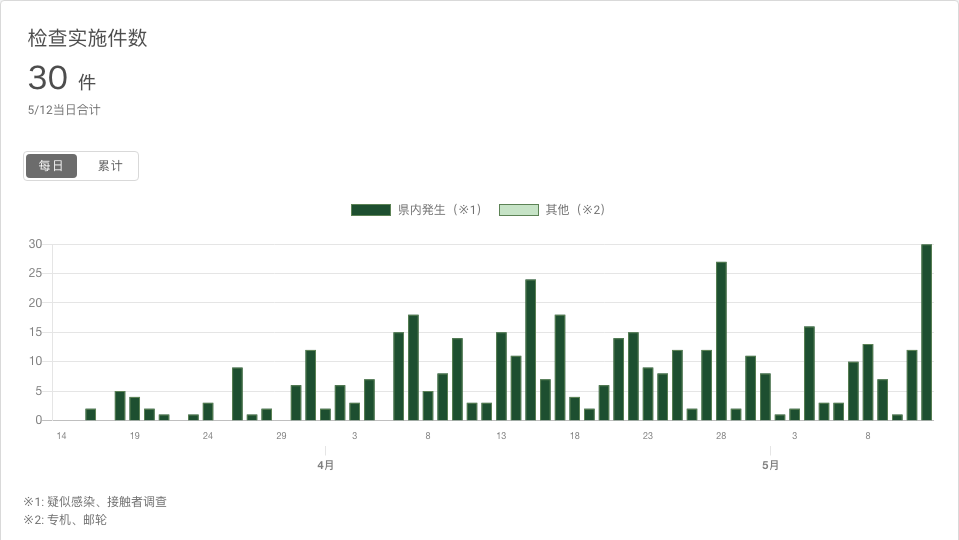 检查实施件数
30 件
5/12当日合计
每日 累计
県内発生（※1） 其他（※2）
30
25
20
15
10
5
0
14 19 24 29 3 8 13 18 23 28 3 8
4月 5月
※1: 疑似感染、接触者调查
※2: 专机、邮轮